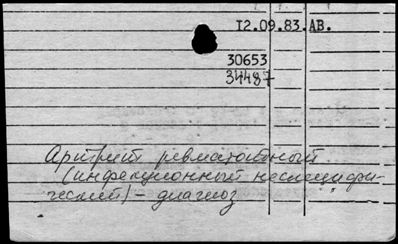 12.09.83.АВ.
30653
34487
Артрит ревматоидный
(инфекционный неспецифи-
ческий) – диагноз